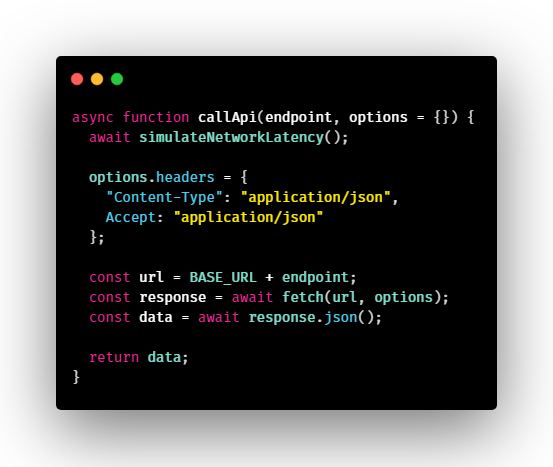 async function callApi(endpoint, options = {}) {
  await simulateNetworkLatency();

  options.headers = {
    "Content-Type": "application/json",
    Accept: "application/json"
  };

  const url = BASE_URL + endpoint;
  const response = await fetch(url, options);
  const data = await response.json();

  return data;
}